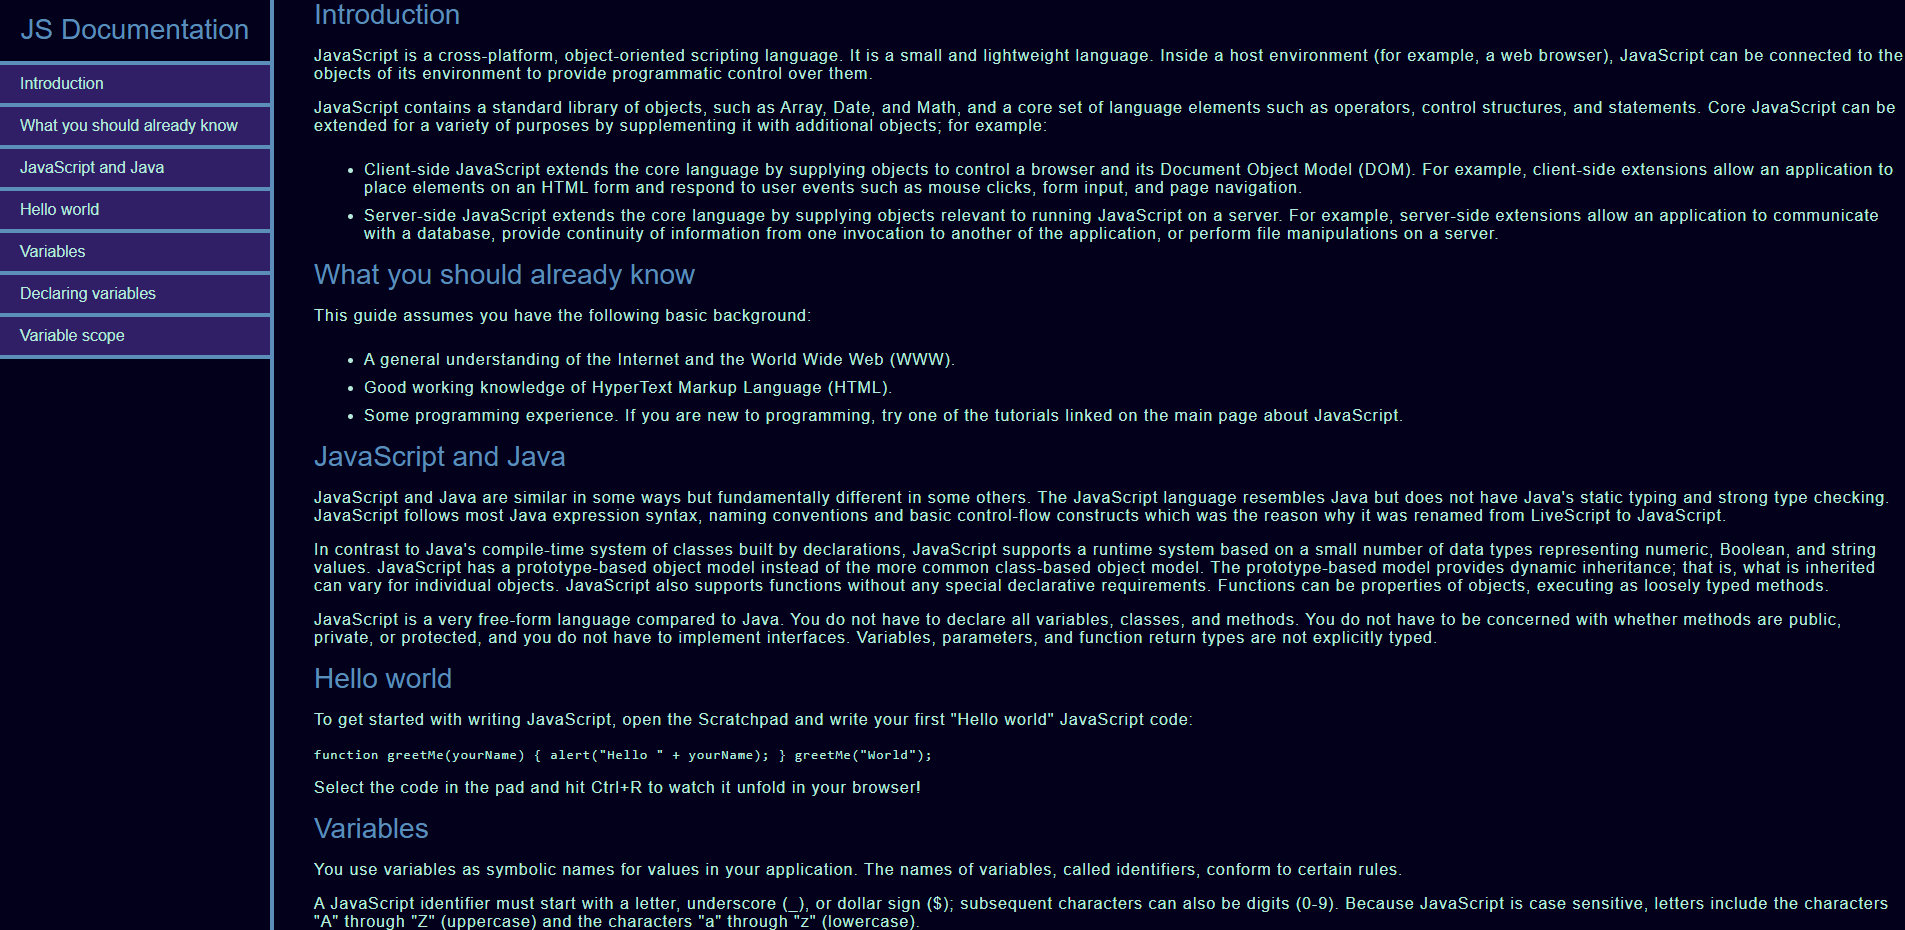 JS Documentation
Introduction
What you should already know
JavaScript and Java
Hello world
Variables
Declaring variables
Variable scope
Introduction
JavaScript is a cross-platform, object-oriented scripting language. It is a small and lightweight language. Inside a host environment (for example, a web browser), JavaScript can be connected to the
objects of its environment to provide programmatic control over them.
JavaScript contains a standard library of objects, such as Array, Date, and Math, and a core set of language elements such as operators, control structures, and statements. Core JavaScript can be
extended for a variety of purposes by supplementing it with additional objects; for example:
• Client-side JavaScript extends the core language by supplying objects to control a browser and its Document Object Model (DOM). For example, client-side extensions allow an application to
place elements on an HTML form and respond to user events such as mouse clicks, form input, and page navigation.
• Server-side JavaScript extends the core language by supplying objects relevant to running JavaScript on a server. For example, server-side extensions allow an application to communicate
with a database, provide continuity of information from one invocation to another of the application, or perform file manipulations on a server.
What you should already know
This guide assumes you have the following basic background:
• A general understanding of the Internet and the World Wide Web (WWW).
• Good working knowledge of HyperText Markup Language (HTML).
• Some programming experience. If you are new to programming, try one of the tutorials linked on the main page about JavaScript.
JavaScript and Java
JavaScript and Java are similar in some ways but fundamentally different in some others. The JavaScript language resembles Java but does not have Java's static typing and strong type checking.
JavaScript follows most Java expression syntax, naming conventions and basic control-flow constructs which was the reason why it was renamed from LiveScript to JavaScript.
In contrast to Java's compile-time system of classes built by declarations, JavaScript supports a runtime system based on a small number of data types representing numeric, Boolean, and string
values. JavaScript has a prototype-based object model instead of the more common class-based object model. The prototype-based model provides dynamic inheritance; that is, what is inherited
can vary for individual objects. JavaScript also supports functions without any special declarative requirements. Functions can be properties of objects, executing as loosely typed methods.
JavaScript is a very free-form language compared to Java. You do not have to declare all variables, classes, and methods. You do not have to be concerned with whether methods are public,
private, or protected, and you do not have to implement interfaces. Variables, parameters, and function return types are not explicitly typed.
Hello world
To get started with writing JavaScript, open the Scratchpad and write your first "Hello world" JavaScript code:
function greetMe(yourName) { alert("Hello " + yourName); } greetMe("World");
Select the code in the pad and hit Ctrl+R to watch it unfold in your browser!
Variables
You use variables as symbolic names for values in your application. The names of variables, called identifiers, conform to certain rules.
A JavaScript identifier must start with a letter, underscore (_), or dollar sign ($); subsequent characters can also be digits (0-9). Because JavaScript is case sensitive, letters include the characters
"A" through "Z" (uppercase) and the characters "a" through "z" (lowercase).